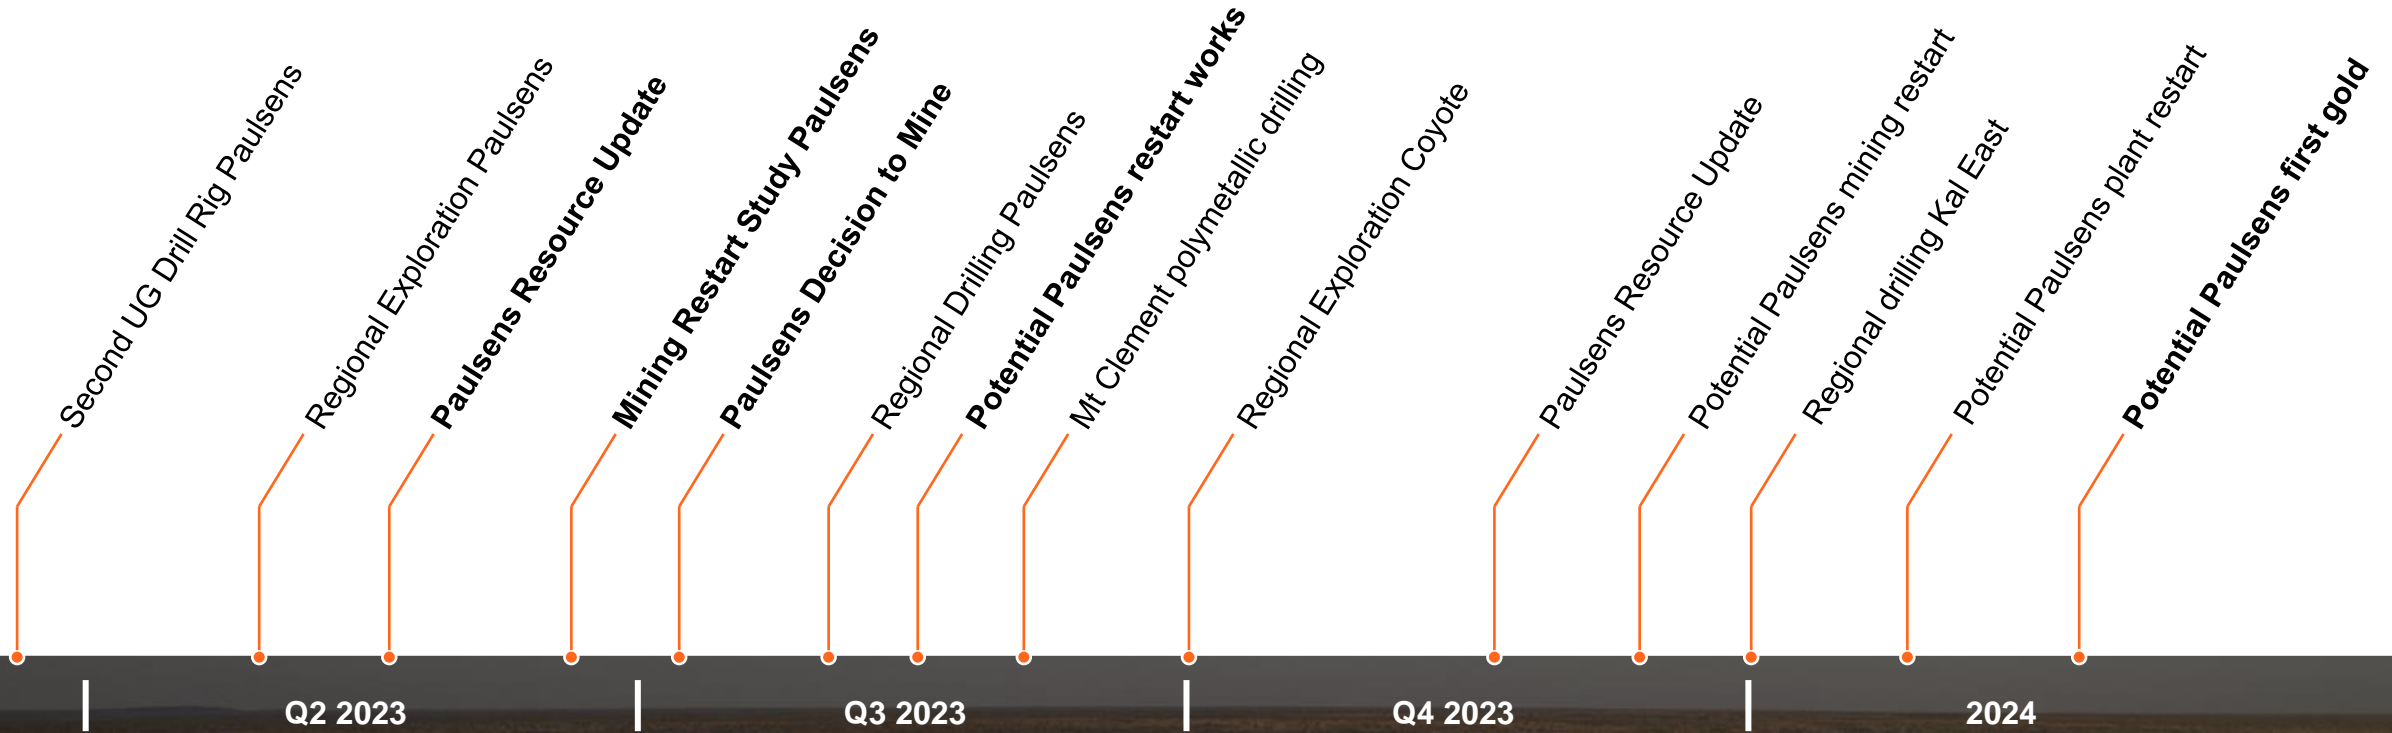 Second UG Drill Rig Paulsens
Regional Exploration Paulsens
Paulsens Resource Update
Mining Restart Study Paulsens
Paulsens Decision to Mine
Regional Drilling Paulsens
Potential Paulsens restart works
Mt Clement polymetallic drilling
Regional Exploration Coyote
Paulsens Resource Update
Potential Paulsens mining restart
Regional drilling Kal East
Potential Paulsens plant restart
Potential Paulsens first gold
Q2 2023
Q3 2023
Q4 2023
2024